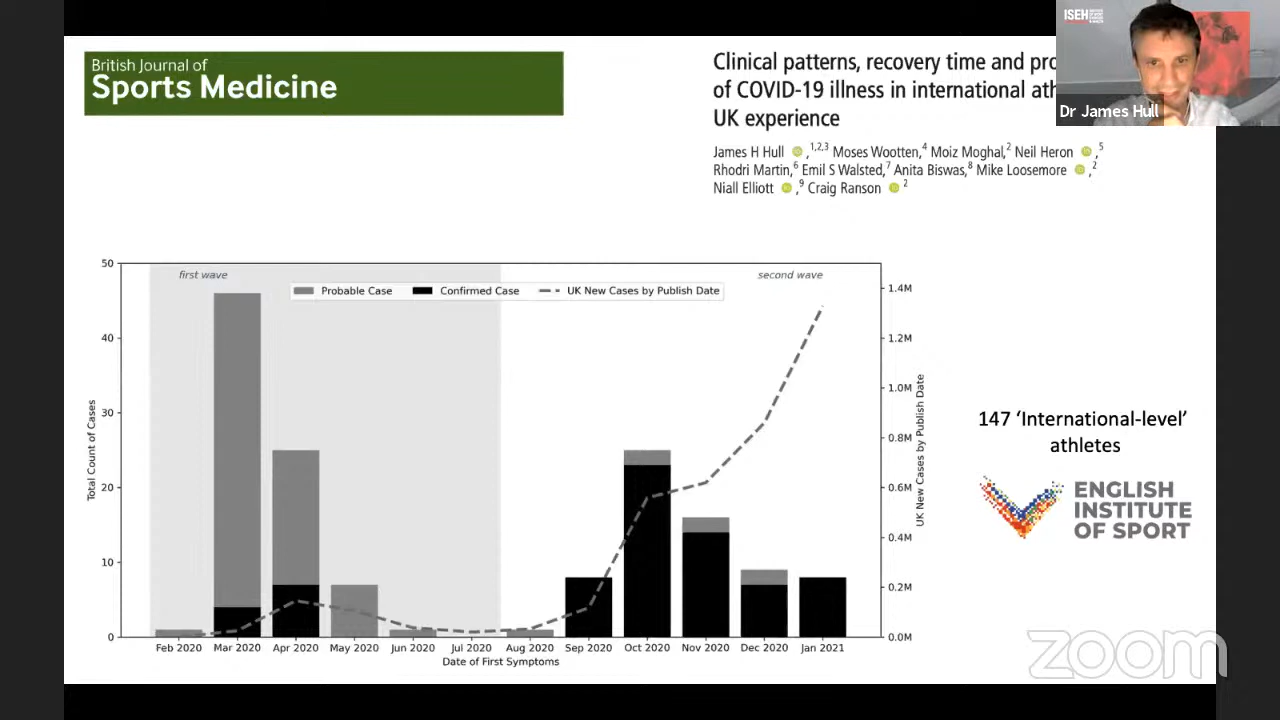 British Journal of
Sports Medicine
Clinical patterns, recovery time and pro
of COVID-19 illness in international ath
UK experience
James H Hull ,1,2,3 Moses Wootten,4 Moiz Moghal,2 Neil Heron ,5
Rhodri Martin,6 Emil S Walsted,7 Anita Biswas,8 Mike Loosemore ,2
Niall Elliott ,9 Craig Ranson 2
ISEH
Dr James Hull
first wave
second wave
Probable Case
Confirmed Case
UK New Cases by Publish Date
50
40
30
20
10
0
Total Count of Cases
1.4M
1.2M
1.0M
0.8M
0.6M
0.4M
0.2M
0.0M
UK New Cases by Publish Date
Feb 2020 Mar 2020 Apr 2020 May 2020 Jun 2020 Jul 2020 Aug 2020 Sep 2020 Oct 2020 Nov 2020 Dec 2020 Jan 2021
Date of First Symptoms
147 ‘International-level’
athletes
ENGLISH
INSTITUTE
OF SPORT
zoom